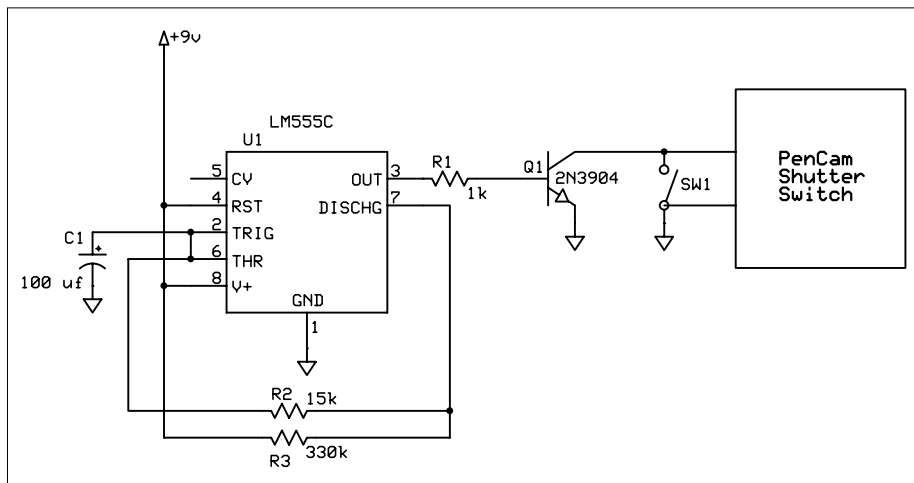 +9v
LM555C
U1
5
CV
4
RST
2
TRIG
6
THR
8
V+
OUT
3
DISCHG
7
GND
1
R1
1k
Q1
2N3904
SW1
PenCam
Shutter
Switch
C1
+
100 uf
R2
15k
R3
330k